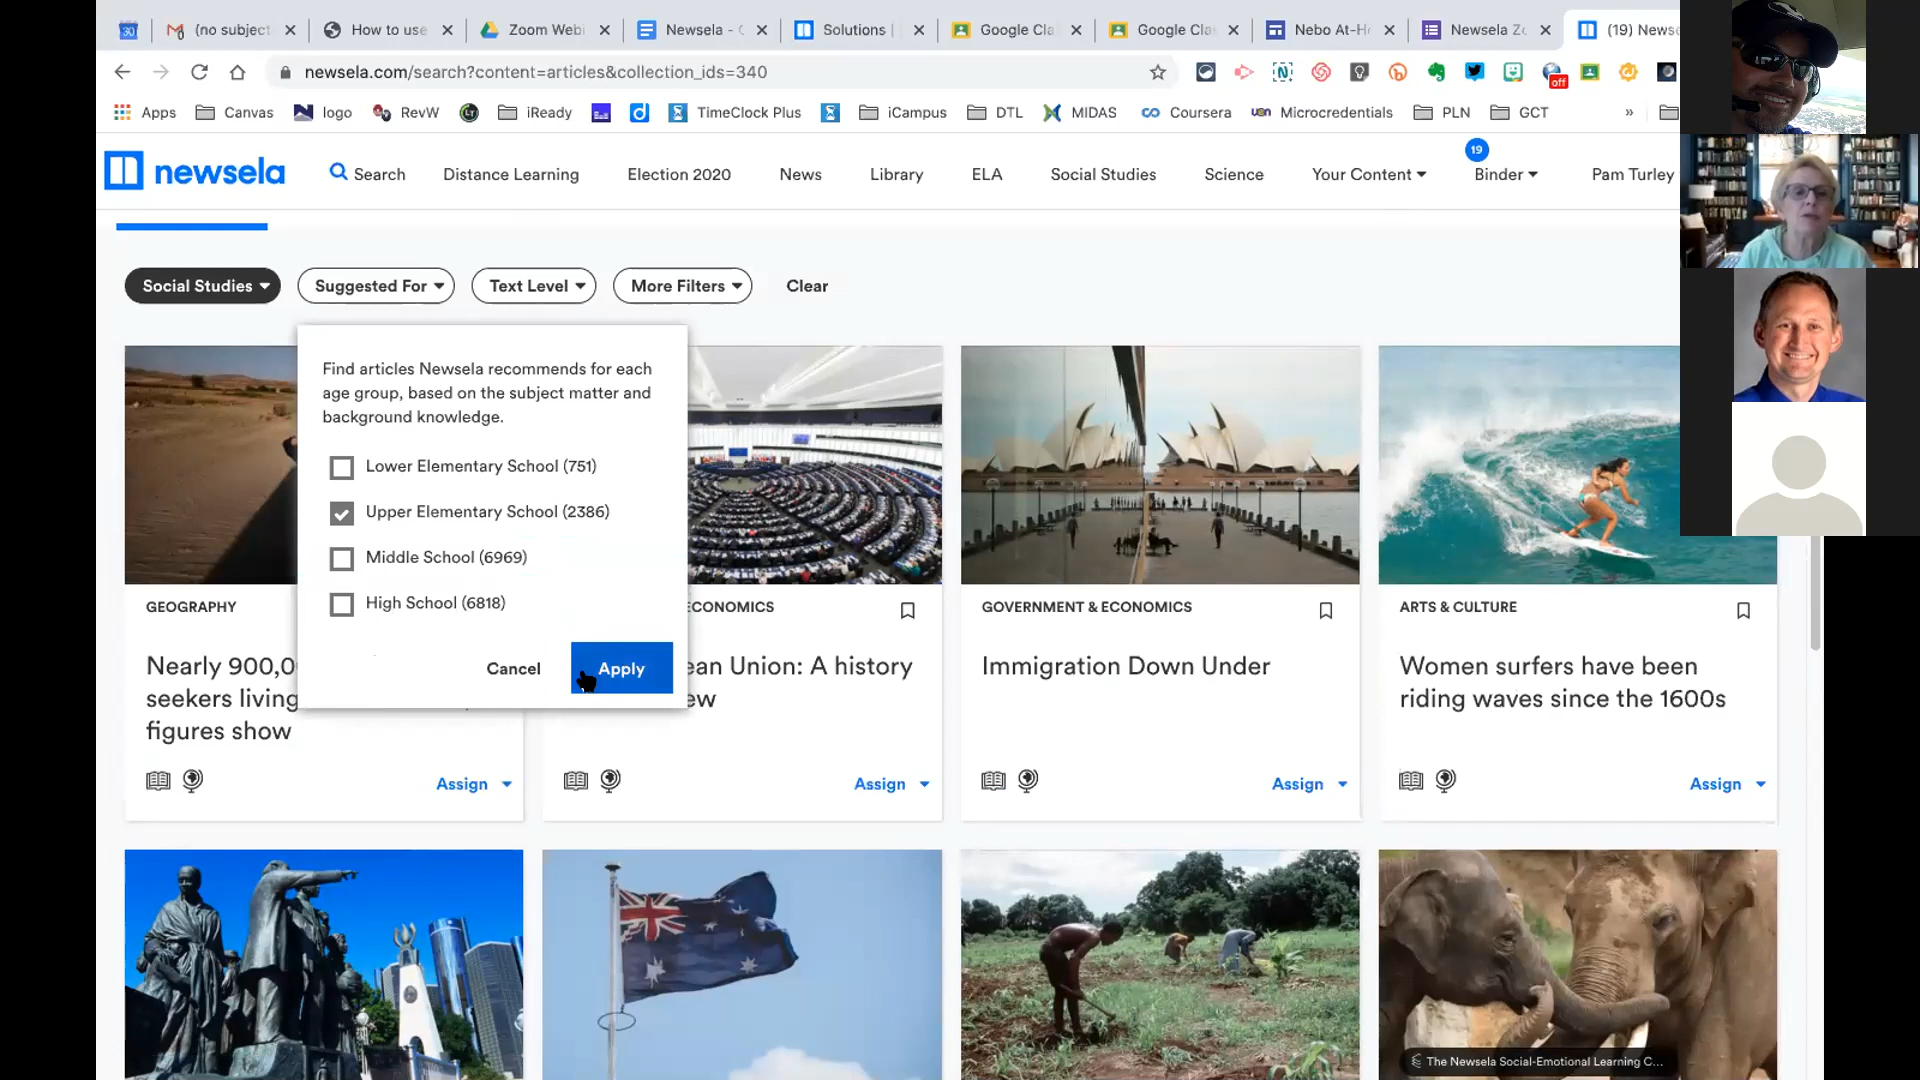 30
(no subject
How to use
Zoom Webi
Newsela -
Solutions |
Google Cla
Google Cla
Nebo At-H
Newsela Zo
(19) Newse
newsela.com/search?content=articles&collection_ids=340
off
Apps
Canvas
logo
RevW
iReady
TimeClock Plus
iCampus
DTL
MIDAS
Coursera
Microcredentials
PLN
GCT
»
newsela
Search
Distance Learning
Election 2020
News
Library
ELA
Social Studies
Science
Your Content
19
Binder
Pam Turley
Social Studies
Suggested For
Text Level
More Filters
Clear
Find articles Newsela recommends for each
age group, based on the subject matter and
background knowledge.
Lower Elementary School (751)
Upper Elementary School (2386)
Middle School (6969)
High School (6818)
Cancel
Apply
GEOGRAPHY
Nearly 900,0
seekers living
figures show
Assign
ECONOMICS
ean Union: A history
ew
Assign
GOVERNMENT & ECONOMICS
Immigration Down Under
Assign
ARTS & CULTURE
Women surfers have been
riding waves since the 1600s
Assign
The Newsela Social-Emotional Learning C...